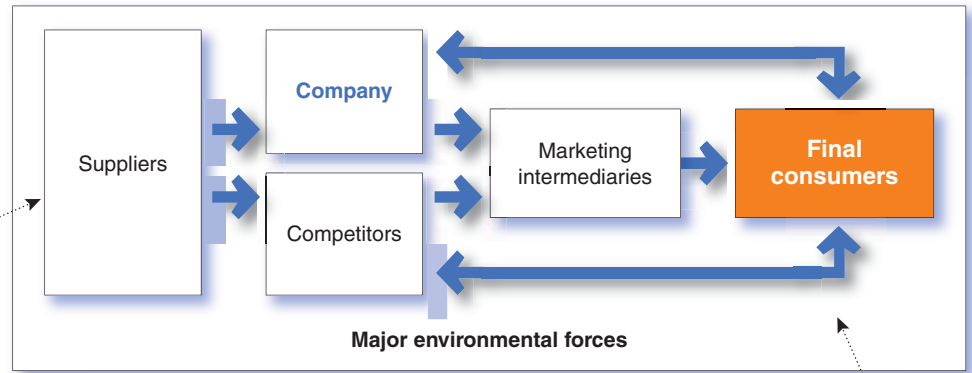 Suppliers
Company
Competitors
Marketing
intermediaries
Final
consumers
Major environmental forces